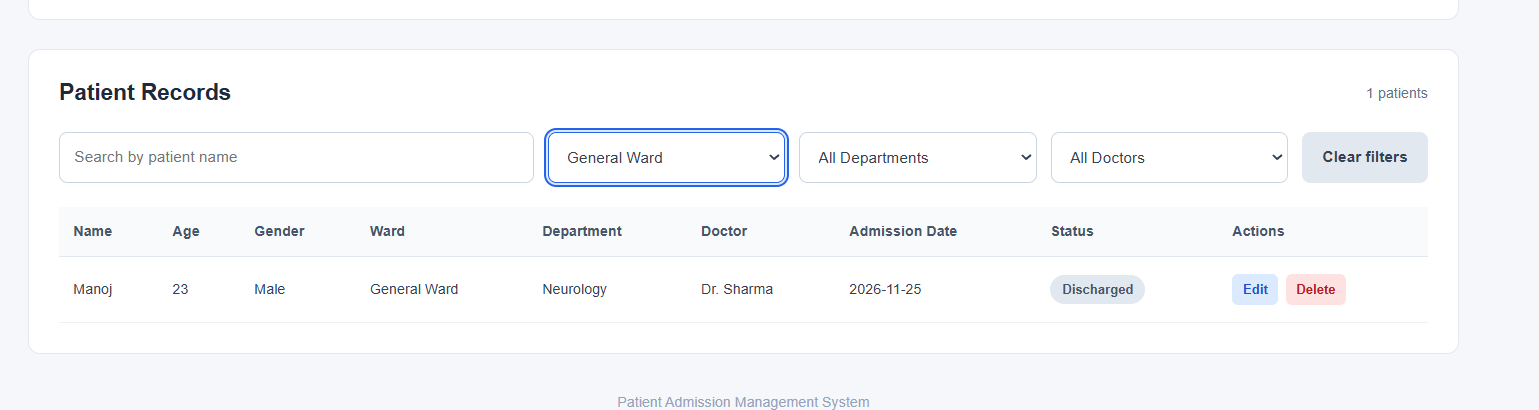 Patient Records
1 patients
Search by patient name General Ward All Departments All Doctors Clear filters
Name Age Gender Ward Department Doctor Admission Date Status Actions
Manoj 23 Male General Ward Neurology Dr. Sharma 2026-11-25 Discharged Edit Delete
Patient Admission Management System